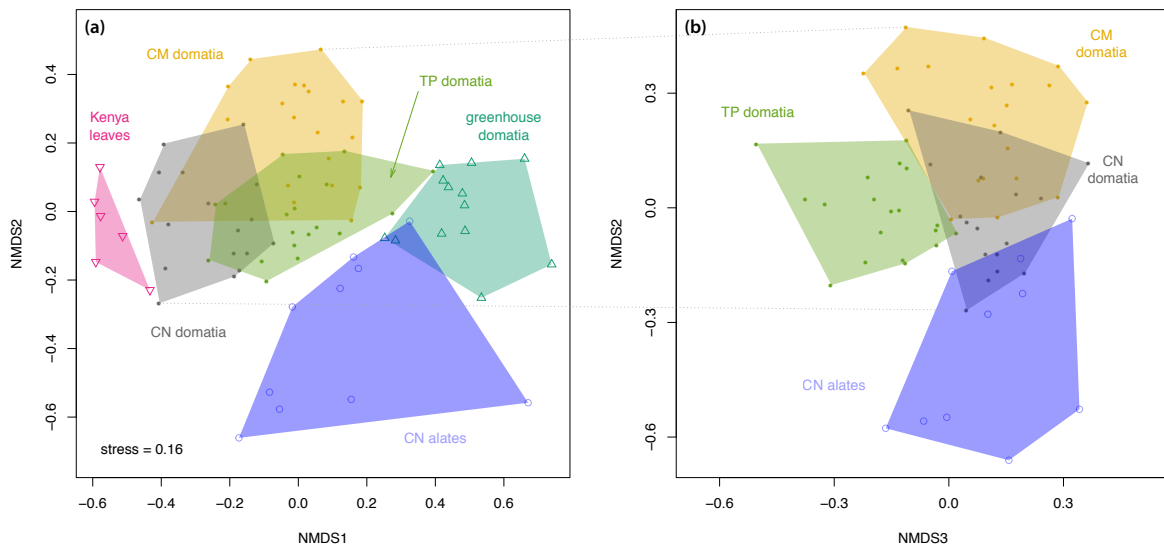 (a)
CM domatia
TP domatia
Kenya
leaves
greenhouse
domatia
CN domatia
CN alates
stress = 0.16
NMDS2
0.4
0.2
0.0
−0.2
−0.4
−0.6
−0.6
−0.4
−0.2
0.0
0.2
0.4
0.6
NMDS1
(b)
CM
domatia
TP domatia
CN
domatia
CN alates
NMDS2
0.3
0.0
−0.3
−0.6
−0.6
−0.3
0.0
0.3
NMDS3